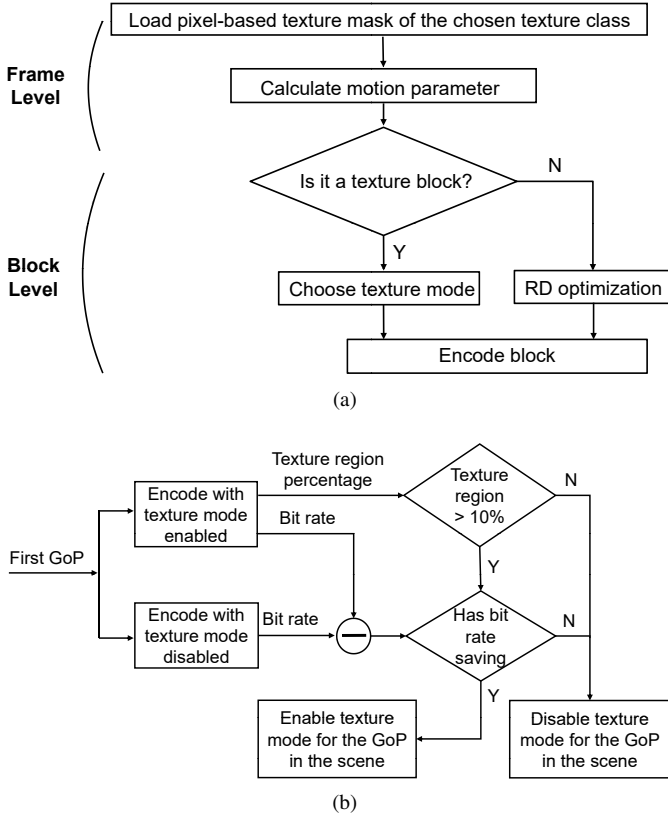 Load pixel-based texture mask of the chosen texture class
Frame
Level
Calculate motion parameter
Is it a texture block?
N
Y
Block
Level
Choose texture mode
RD optimization
Encode block
(a)
Texture region
percentage
Encode with
texture mode
enabled
Bit rate
Texture
region
> 10%
N
Y
First GoP
Encode with
texture mode
disabled
Bit rate
Has bit
rate
saving
N
Y
Enable texture
mode for the GoP
in the scene
Disable texture
mode for the GoP
in the scene
(b)